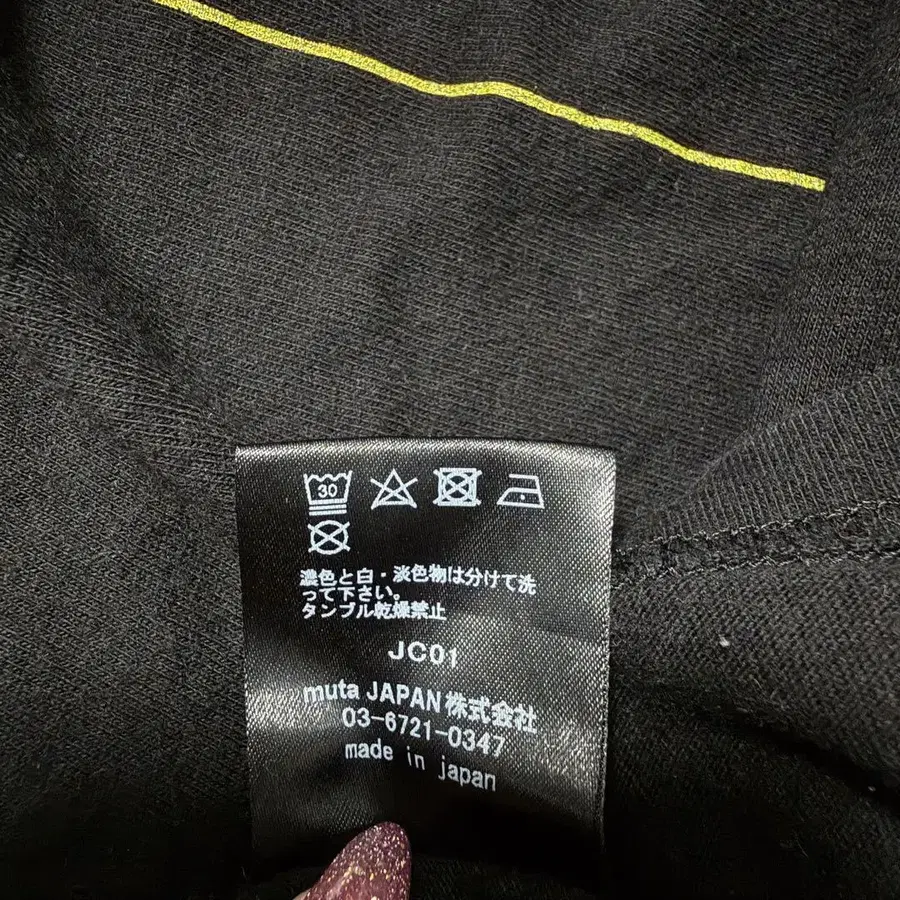 30
濃色と白・淡色物は分けて洗
って下さい。
タンブル乾燥禁止
JC01
muta JAPAN株式会社
03-6721-0347
made in japan